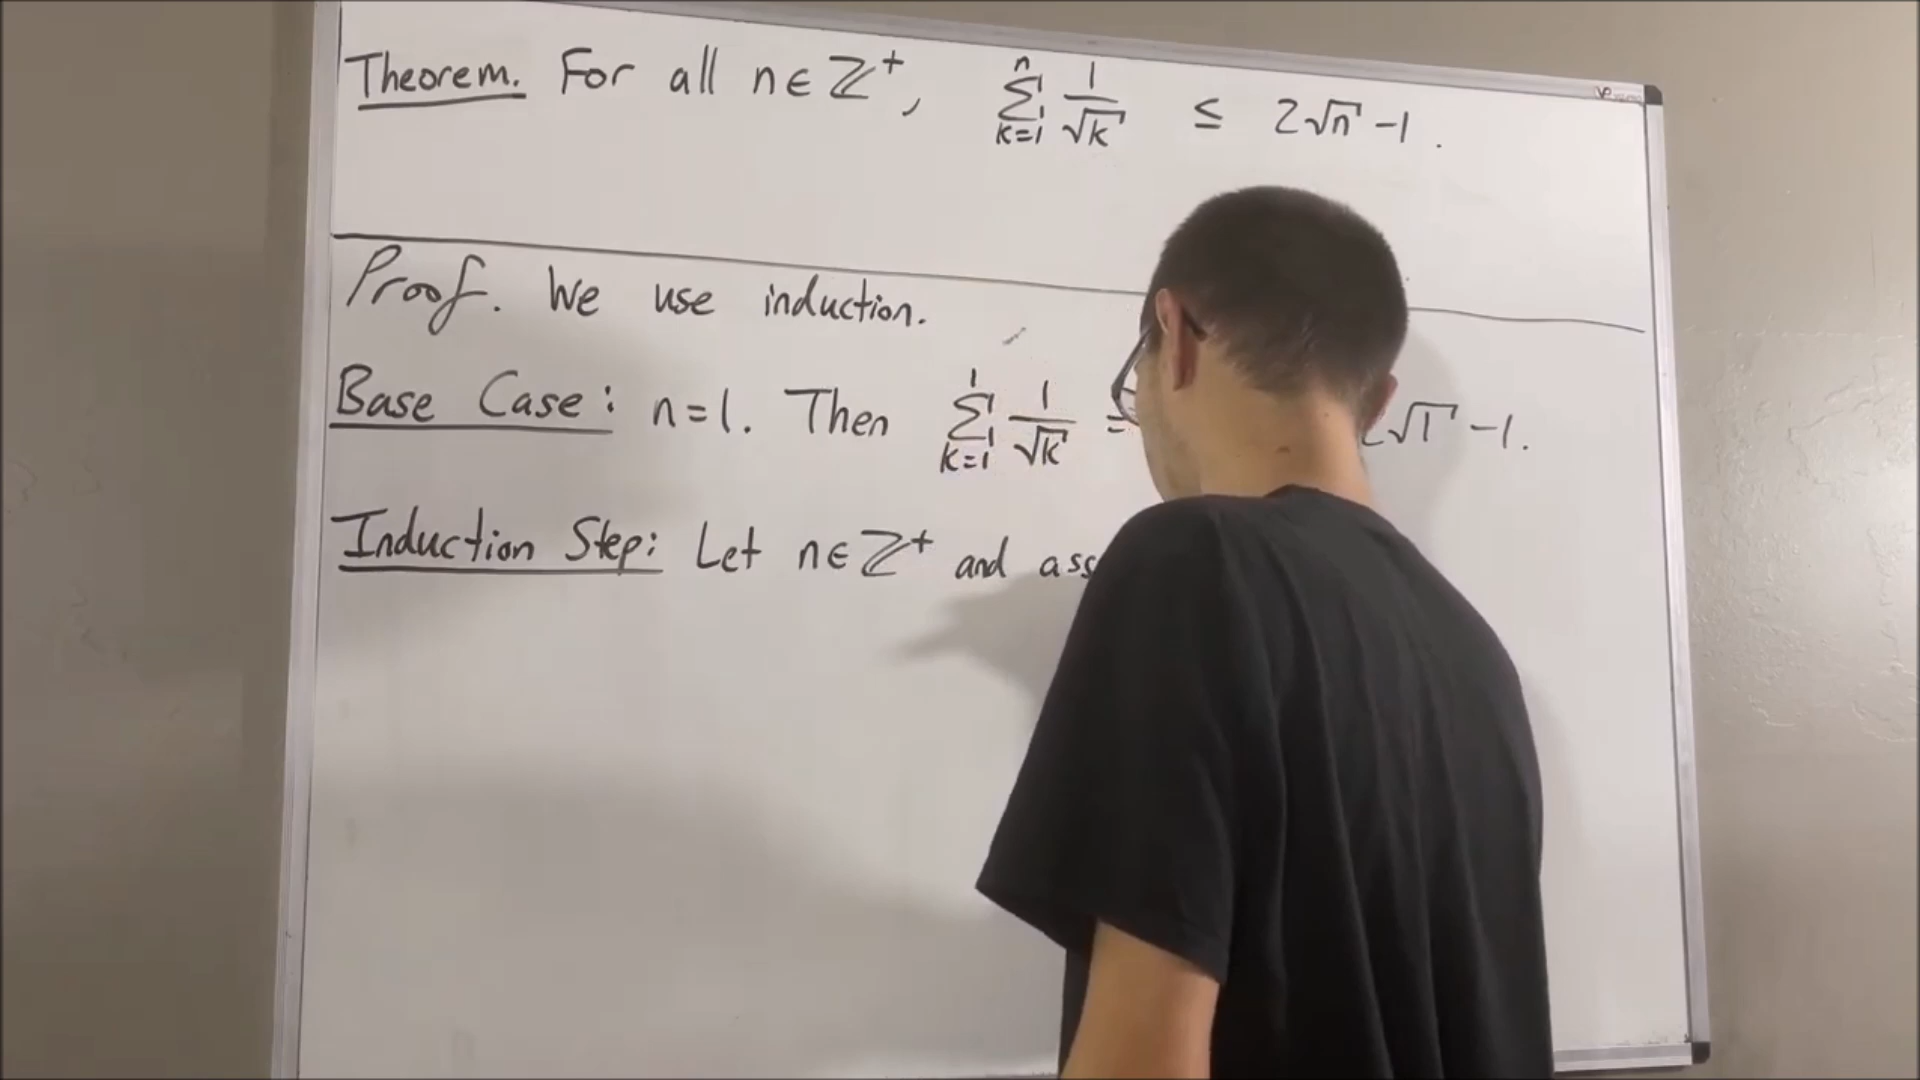 Theorem. For all n ∈ ℤ⁺, ∑_{k=1}^{n} 1/√k ≤ 2√n - 1.
Proof. We use induction.
Base Case: n=1. Then ∑_{k=1}^{1} 1/√k = 2√1 - 1.
Induction Step: Let n ∈ ℤ⁺ and